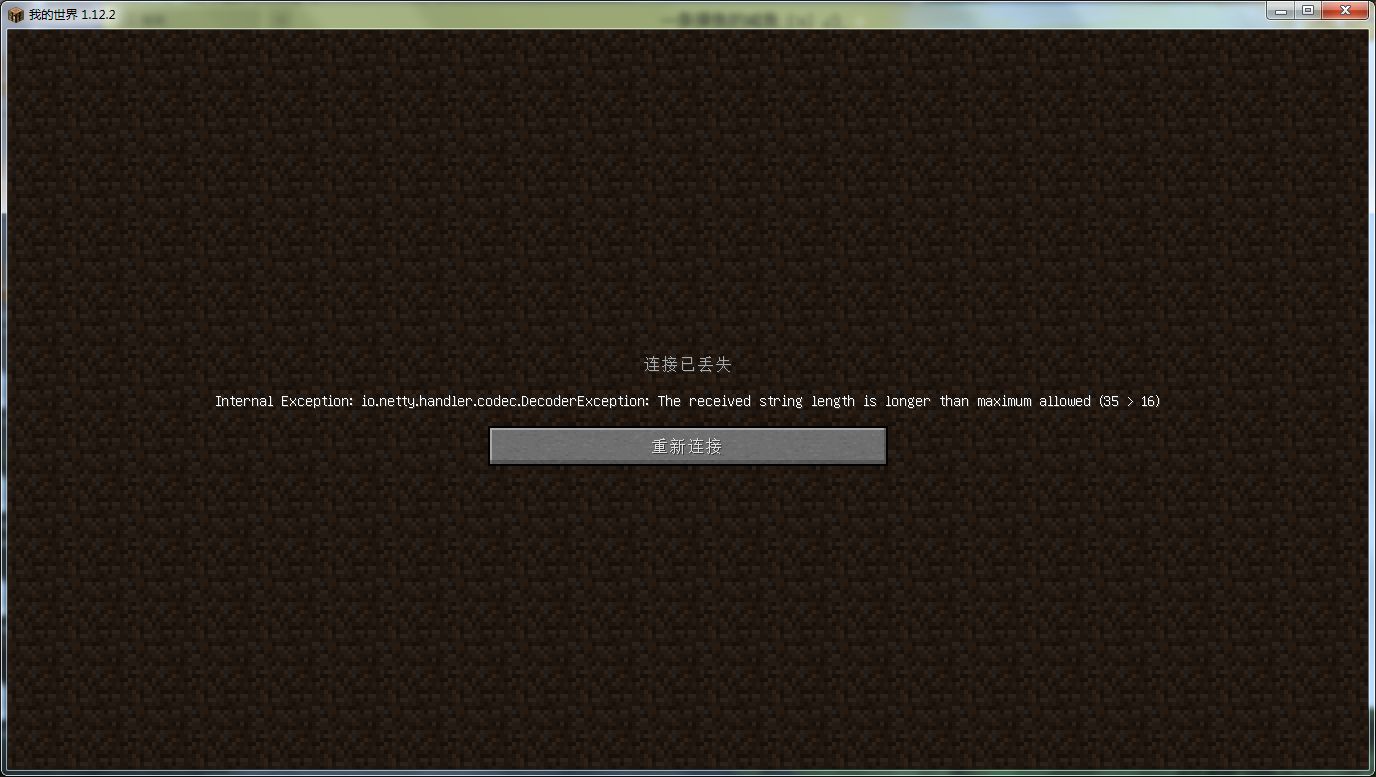 我的世界 1.12.2
连接已丢失
Internal Exception: io.netty.handler.codec.DecoderException: The received string length is longer than maximum allowed (35 > 16)
重新连接